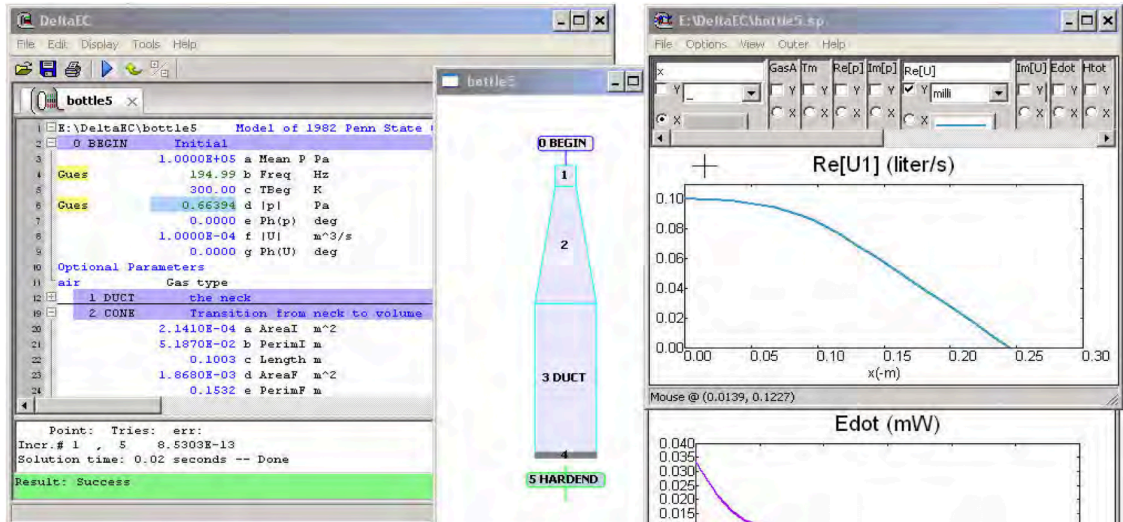 DeltaEC
File Edit Display Tools Help
bottle5 ×
1 E:\DeltaEC\bottle5 Model of 1982 Penn State
2 0 BEGIN Initial
3 1.0000E+05 a Mean P Pa
4 Gues 194.99 b Freq Hz
5 300.00 c TBeg K
6 Gues 0.66394 d |p| Pa
7 0.0000 e Ph(p) deg
8 1.0000E-04 f |U| m^3/s
9 0.0000 g Ph(U) deg
10 Optional Parameters
11 air Gas type
12 1 DUCT the neck
19 2 CONE Transition from neck to volume
20 2.1410E-04 a AreaI m^2
21 5.1870E-02 b PerimI m
22 0.1003 c Length m
23 1.8680E-03 d AreaF m^2
24 0.1532 e PerimF m
Point: Tries: err:
Incr.# 1 , 5 8.5303E-13
Solution time: 0.02 seconds -- Done
Result: Success
bottle5
0 BEGIN
1
2
3 DUCT
4
5 HARDEND
E:\DeltaEC\bottle5.sp
File Options View Outer Help
x GasA Tm Re[p] Im[p] Re[U] Im[U] Edot Htot
Y _ Y Y Y Y Y milli Y Y Y
X X X X X X X X X
Re[U1] (liter/s)
0.10
0.08
0.06
0.04
0.02
0.00
0.00 0.05 0.10 0.15 0.20 0.25 0.30
x(-m)
Mouse @ (0.0139, 0.1227)
Edot (mW)
0.040
0.035
0.030
0.025
0.020
0.015